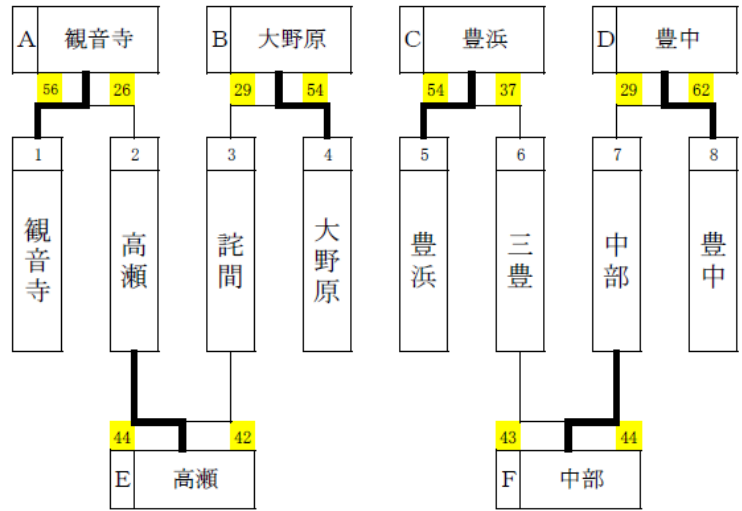 A 観音寺 B 大野原 C 豊浜 D 豊中
56 26 29 54 54 37 29 62
1 2 3 4 5 6 7 8
観音寺
高瀬
詫間
大野原
豊浜
三豊
中部
豊中
44 42 43 44
E 高瀬 F 中部